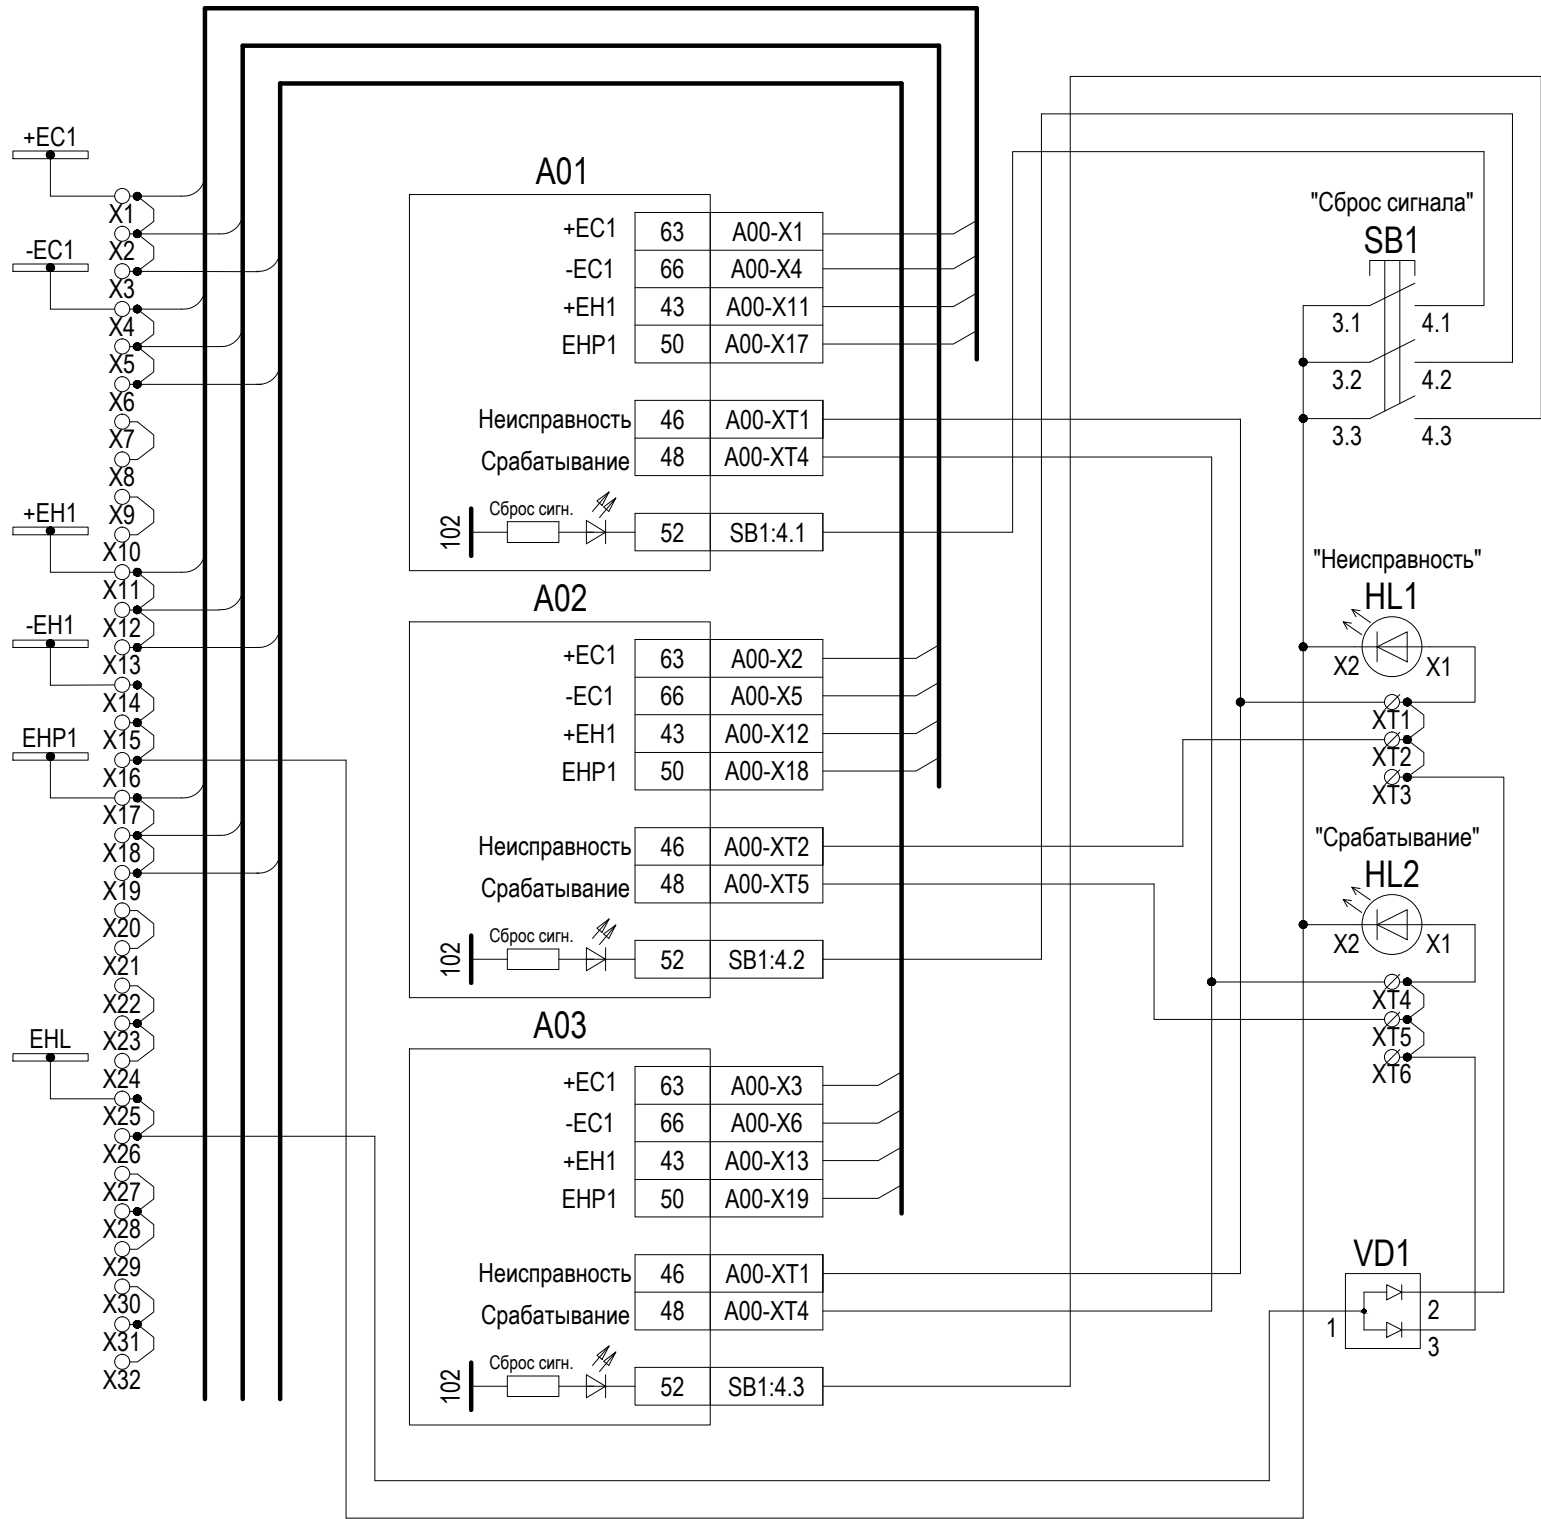 +EC1
X1
X2
-EC1
X3
X4
X5
X6
X7
X8
+EH1
X9
X10
X11
-EH1
X12
X13
X14
EHP1
X15
X16
X17
X18
X19
X20
X21
X22
EHL
X23
X24
X25
X26
X27
X28
X29
X30
X31
X32
A01
+EC1 63 A00-X1
-EC1 66 A00-X4
+EH1 43 A00-X11
EHP1 50 A00-X17
Неисправность 46 A00-XT1
Срабатывание 48 A00-XT4
102 Сброс сигн. 52 SB1:4.1
A02
+EC1 63 A00-X2
-EC1 66 A00-X5
+EH1 43 A00-X12
EHP1 50 A00-X18
Неисправность 46 A00-XT2
Срабатывание 48 A00-XT5
102 Сброс сигн. 52 SB1:4.2
A03
+EC1 63 A00-X3
-EC1 66 A00-X6
+EH1 43 A00-X13
EHP1 50 A00-X19
Неисправность 46 A00-XT1
Срабатывание 48 A00-XT4
102 Сброс сигн. 52 SB1:4.3
"Сброс сигнала"
SB1
3.1 4.1
3.2 4.2
3.3 4.3
"Неисправность"
HL1
X2 X1
XT1
XT2
XT3
"Срабатывание"
HL2
X2 X1
XT4
XT5
XT6
VD1
1 2
3